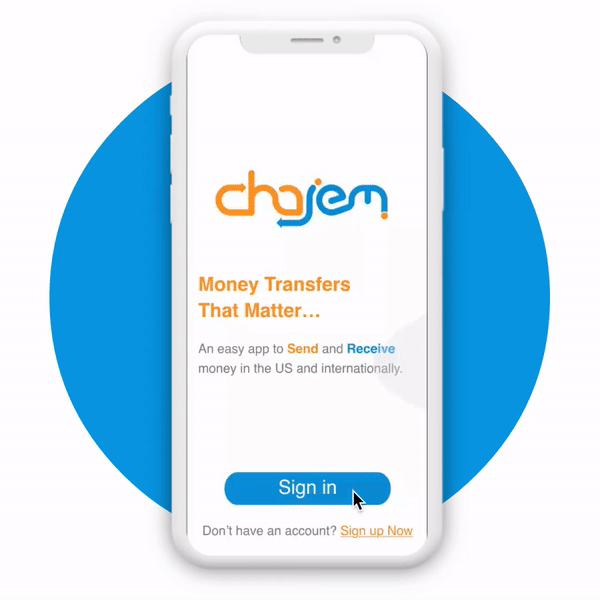 chajem
Money Transfers
That Matter...
An easy app to Send and Receive
money in the US and internationally.
Sign in
Don't have an account? Sign up Now